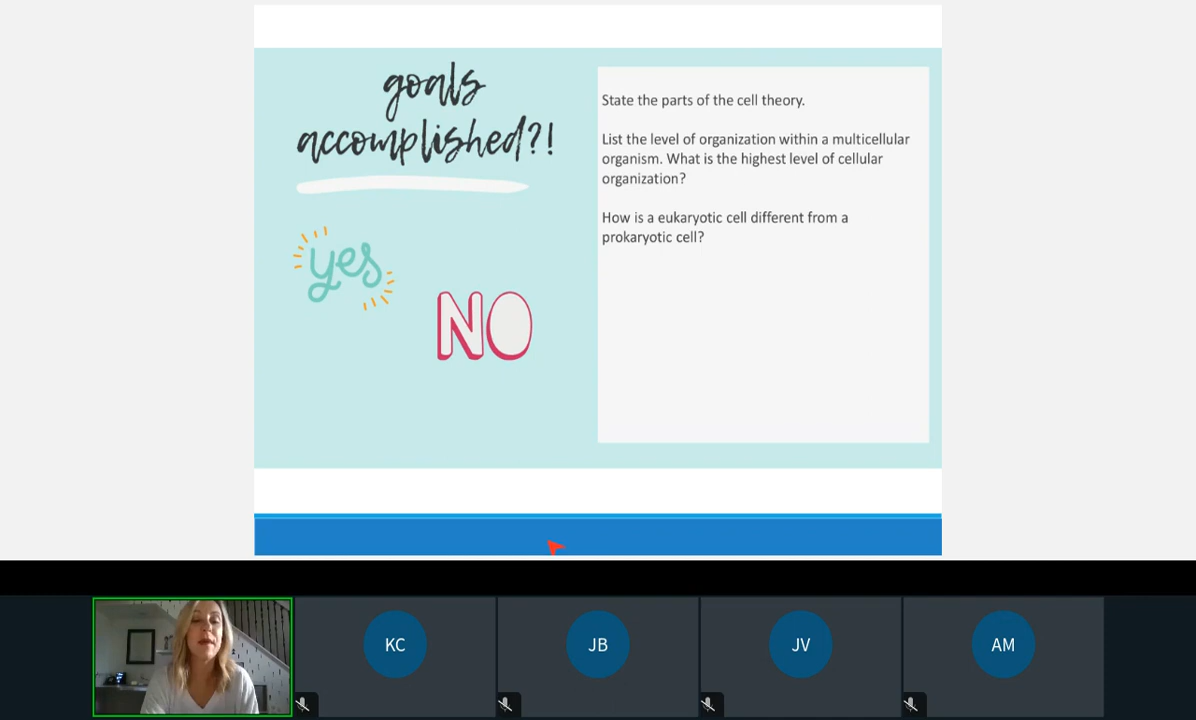 goals
accomplished?!
yes
NO
State the parts of the cell theory.
List the level of organization within a multicellular
organism. What is the highest level of cellular
organization?
How is a eukaryotic cell different from a
prokaryotic cell?
KC
JB
JV
AM